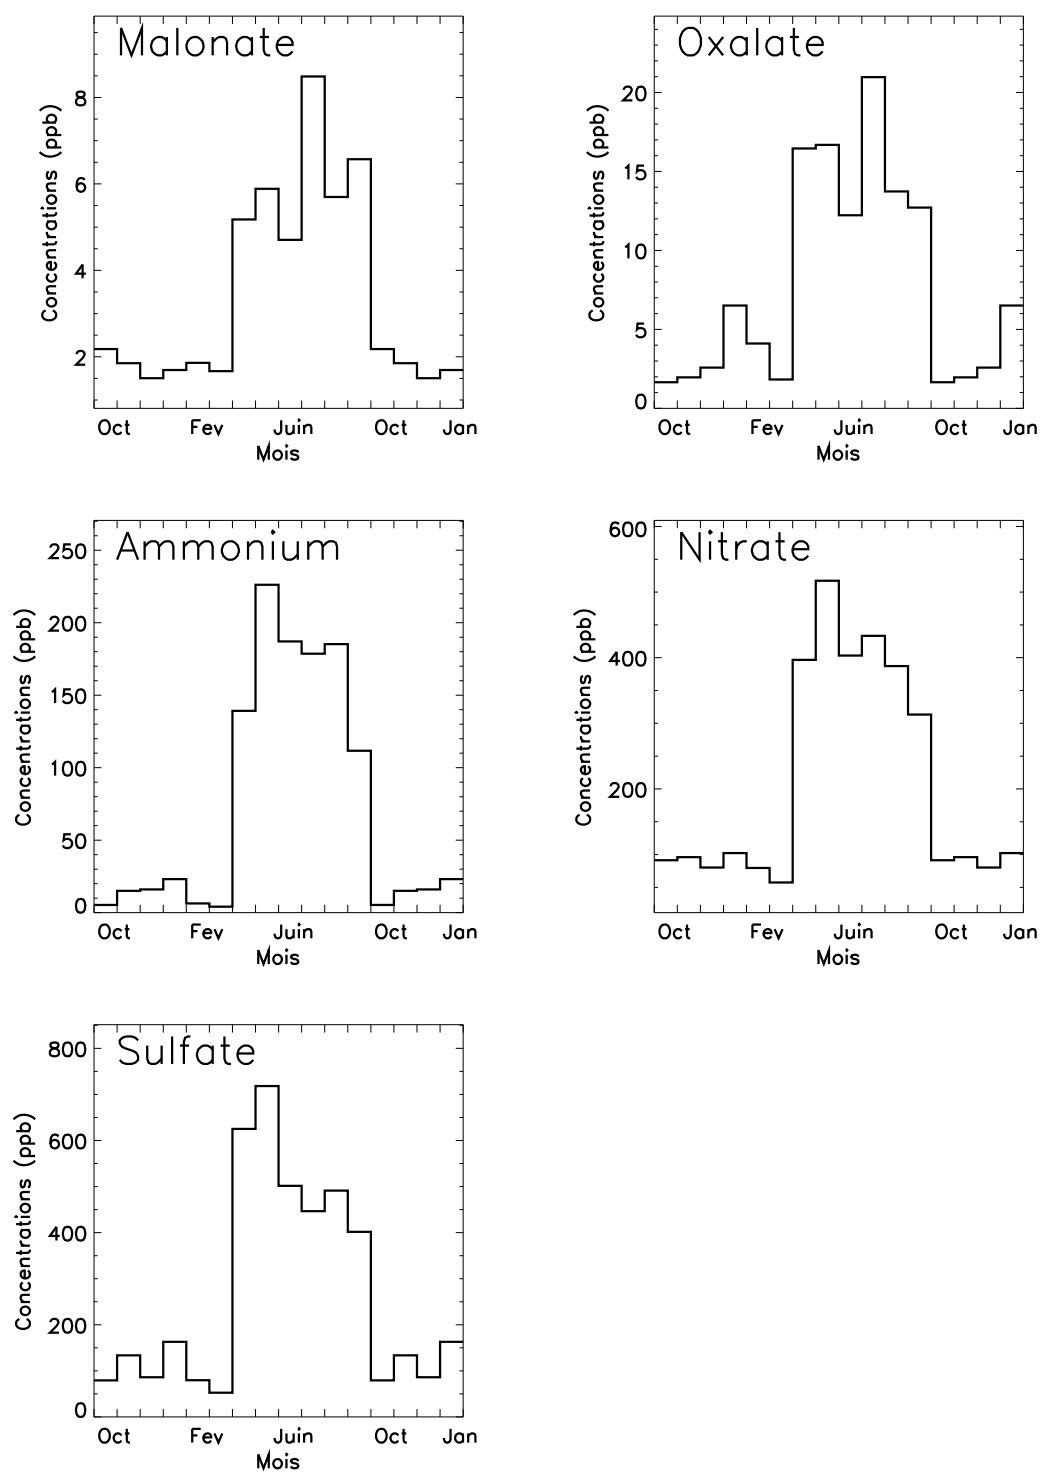 Malonate
Concentrations (ppb)
8
6
4
2
Oct Fev Juin Oct Jan
Mois
Oxalate
Concentrations (ppb)
20
15
10
5
0
Oct Fev Juin Oct Jan
Mois
Ammonium
Concentrations (ppb)
250
200
150
100
50
0
Oct Fev Juin Oct Jan
Mois
Nitrate
Concentrations (ppb)
600
400
200
Oct Fev Juin Oct Jan
Mois
Sulfate
Concentrations (ppb)
800
600
400
200
0
Oct Fev Juin Oct Jan
Mois